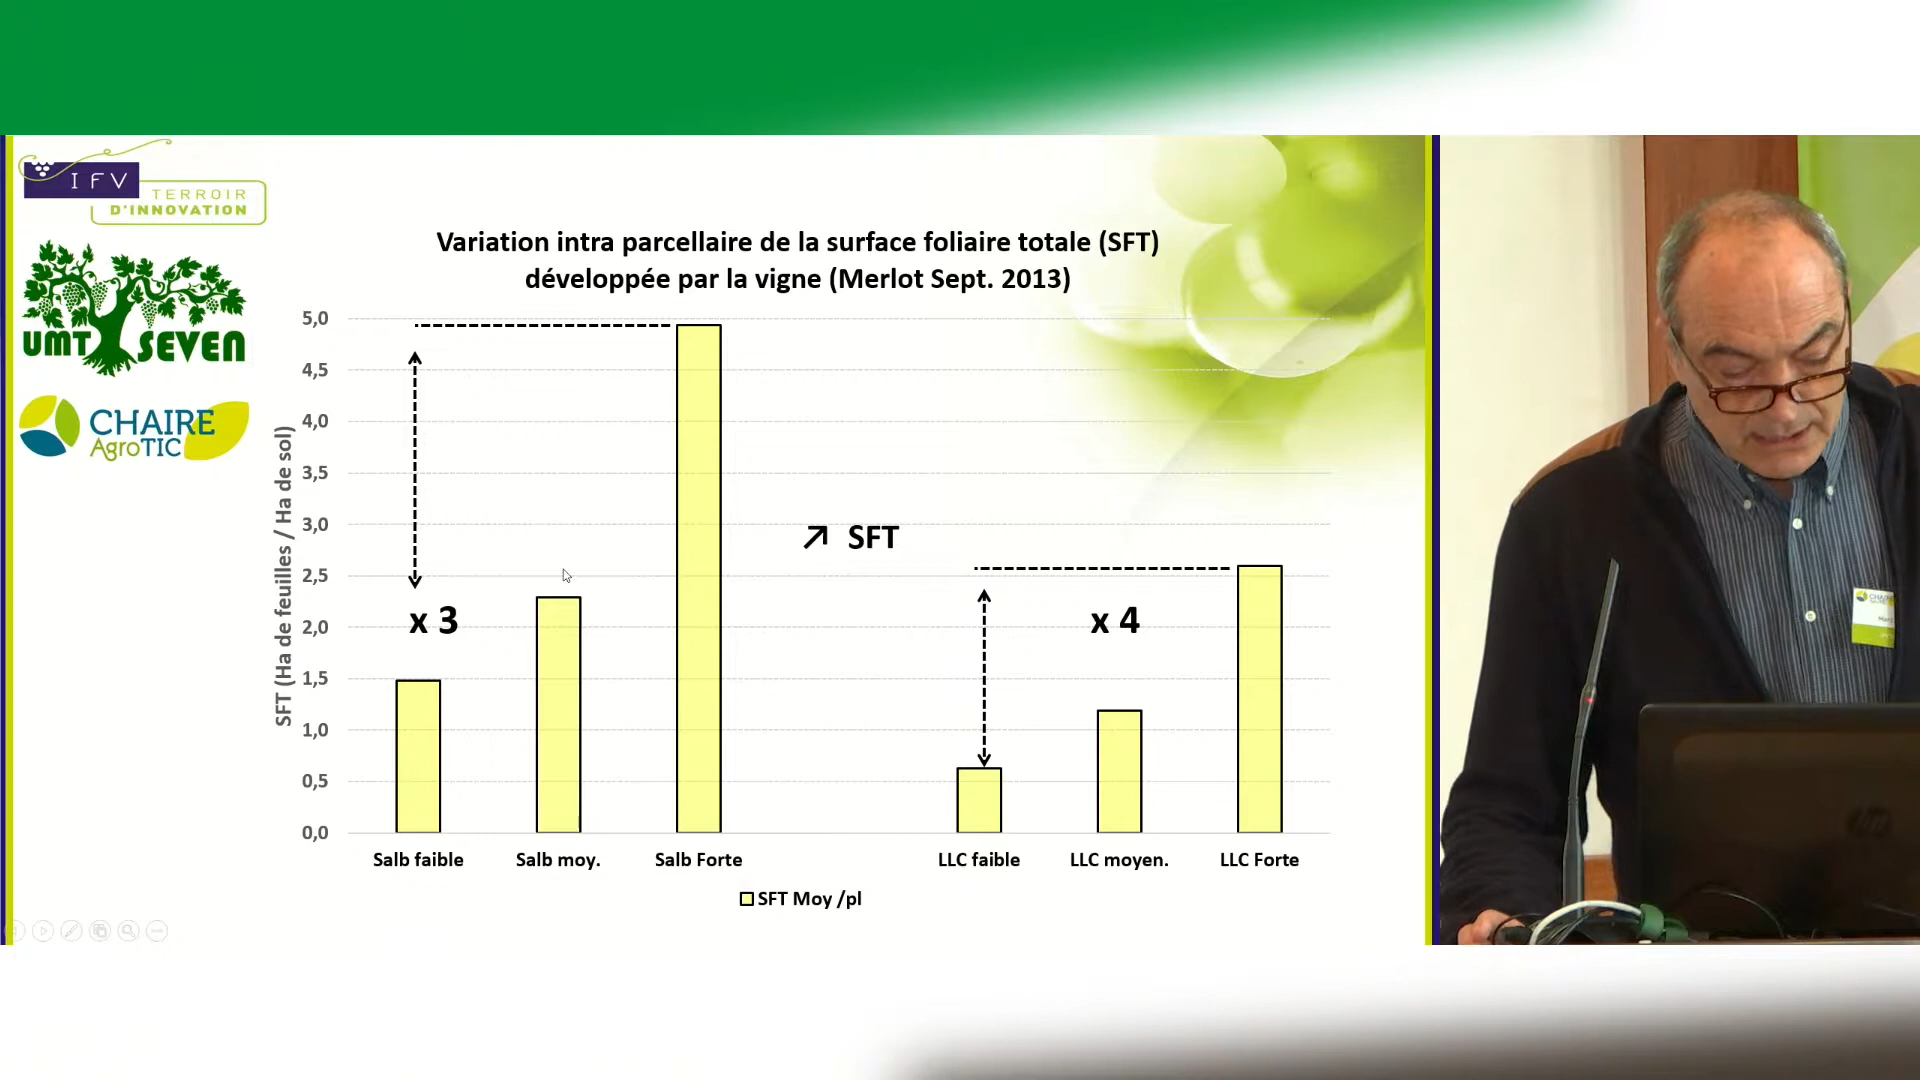 IFV
TERROIR
D'INNOVATION
UMT SEVEN
CHAIRE
AgroTIC
Variation intra parcellaire de la surface foliaire totale (SFT)
développée par la vigne (Merlot Sept. 2013)
SFT (Ha de feuilles / Ha de sol)
5,0
4,5
4,0
3,5
3,0
2,5
2,0
1,5
1,0
0,5
0,0
x 3
↗ SFT
x 4
Salb faible
Salb moy.
Salb Forte
LLC faible
LLC moyen.
LLC Forte
SFT Moy /pl
CHAIRE
hp